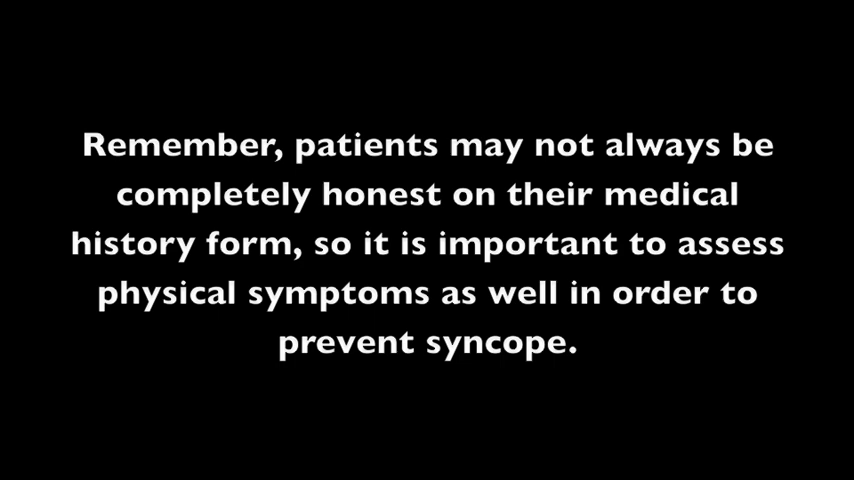 Remember, patients may not always be
completely honest on their medical
history form, so it is important to assess
physical symptoms as well in order to
prevent syncope.